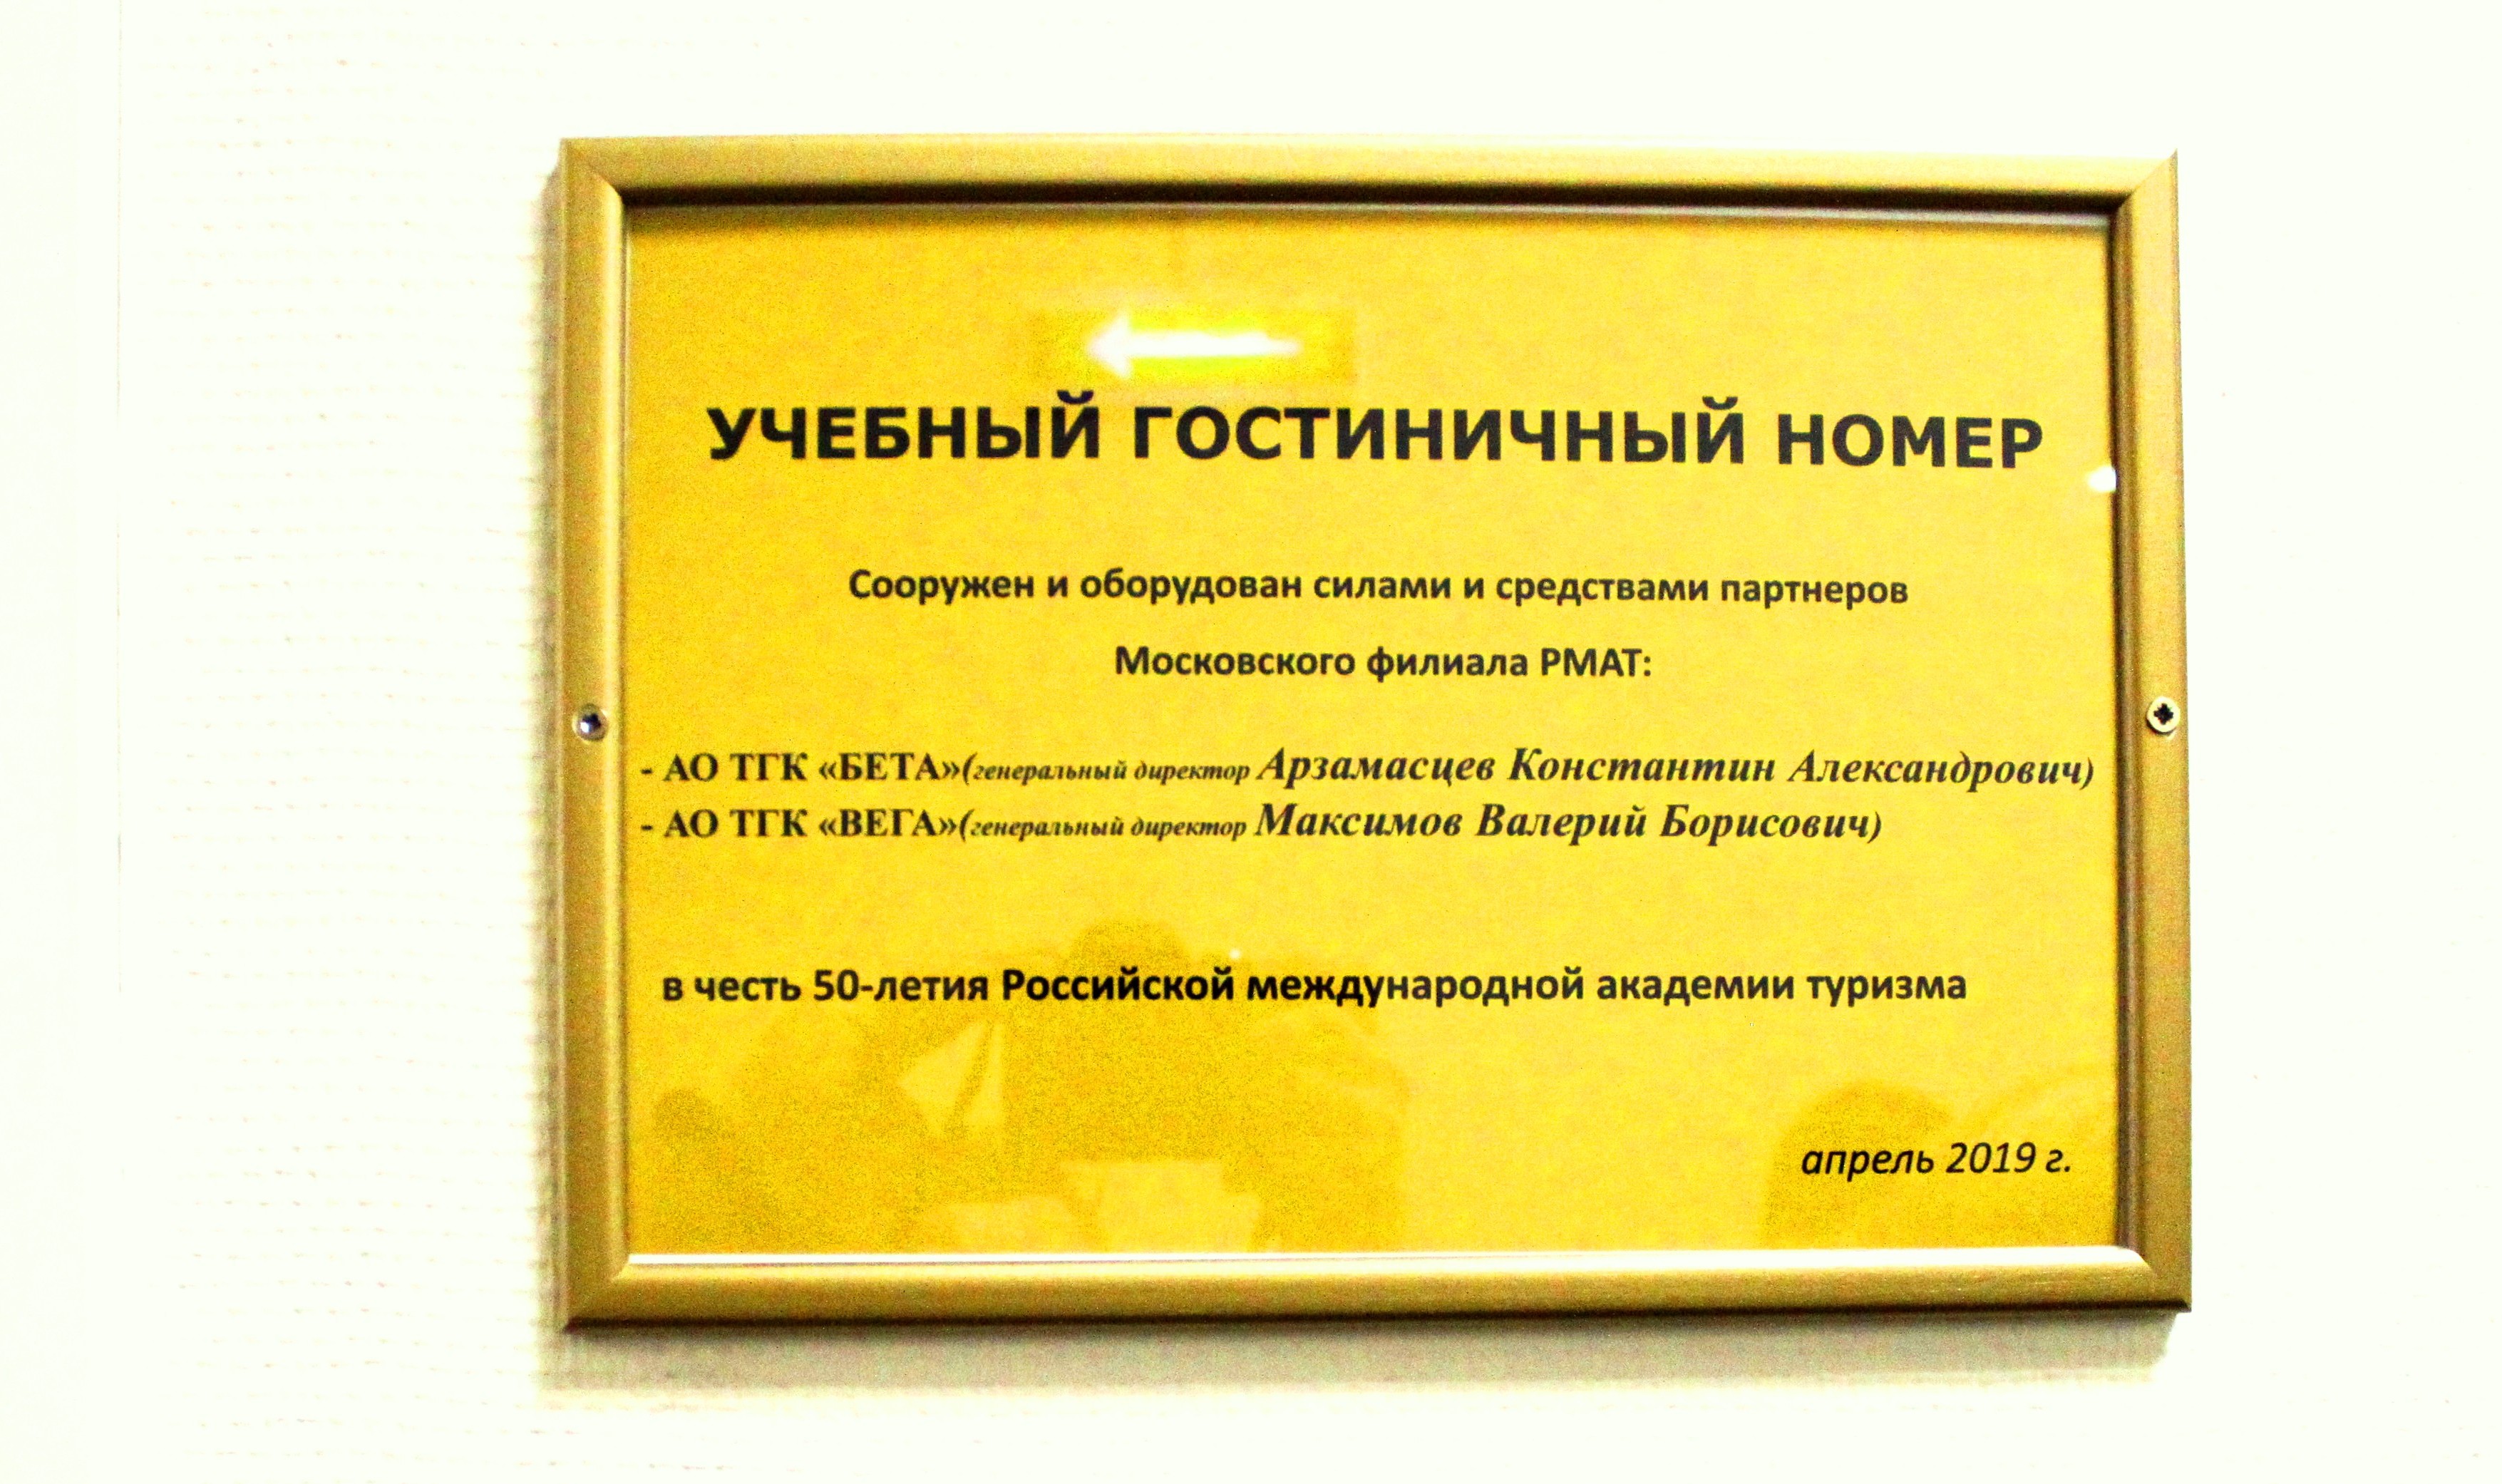 УЧЕБНЫЙ ГОСТИНИЧНЫЙ НОМЕР
Сооружен и оборудован силами и средствами партнеров
Московского филиала РМАТ:
- АО ТГК «БЕТА»(генеральный директор Арзамасцев Константин Александрович)
- АО ТГК «ВЕГА»(генеральный директор Максимов Валерий Борисович)
в честь 50-летия Российской международной академии туризма
апрель 2019 г.